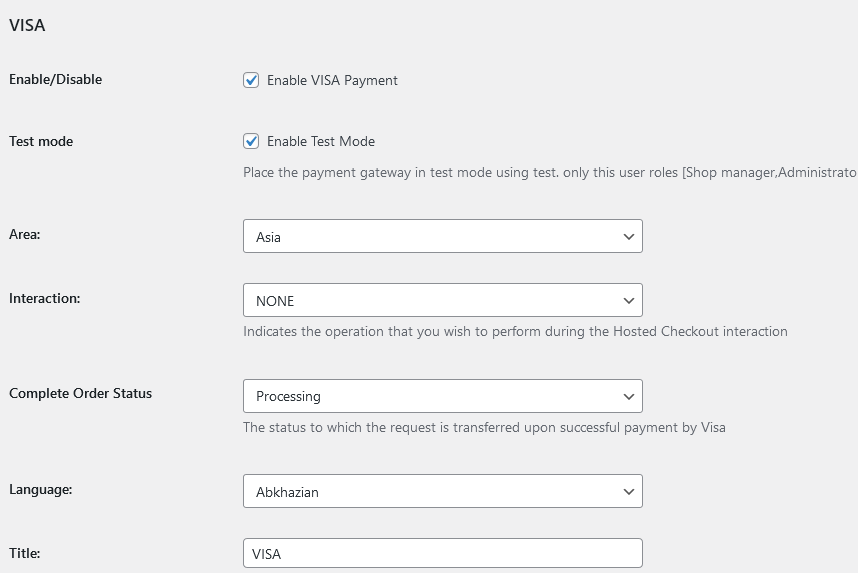 VISA
Enable/Disable
Enable VISA Payment
Test mode
Enable Test Mode
Place the payment gateway in test mode using test. only this user roles [Shop manager,Administrato
Area:
Asia
Interaction:
NONE
Indicates the operation that you wish to perform during the Hosted Checkout interaction
Complete Order Status
Processing
The status to which the request is transferred upon successful payment by Visa
Language:
Abkhazian
Title:
VISA